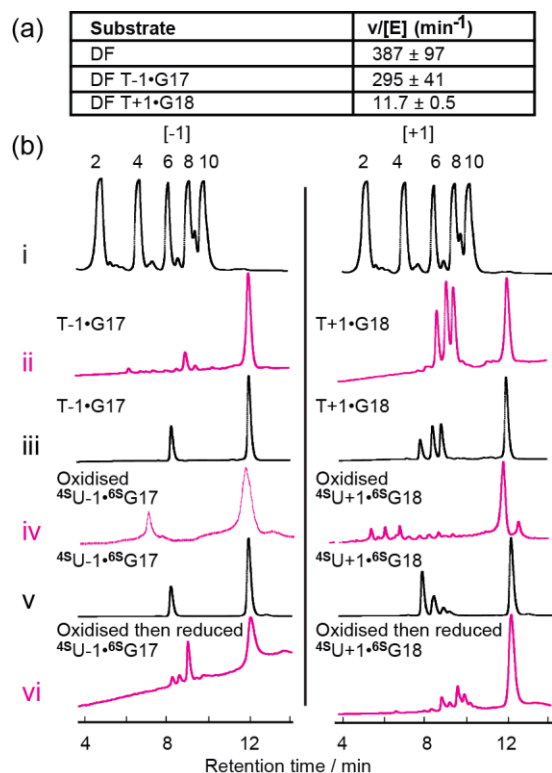 (a)
Substrate v/[E] (min⁻¹)
DF 387 ± 97
DF T-1•G17 295 ± 41
DF T+1•G18 11.7 ± 0.5
(b) [-1] [+1]
2 4 6 8 10 2 4 6 8 10
i
T-1•G17 T+1•G18
ii
T-1•G17 T+1•G18
iii
Oxidised Oxidised
⁴ˢU-1•⁶ˢG17 ⁴ˢU+1•⁶ˢG18
iv
⁴ˢU-1•⁶ˢG17 ⁴ˢU+1•⁶ˢG18
v
Oxidised then reduced Oxidised then reduced
⁴ˢU-1•⁶ˢG17 ⁴ˢU+1•⁶ˢG18
vi
4 8 12 4 8 12
Retention time / min